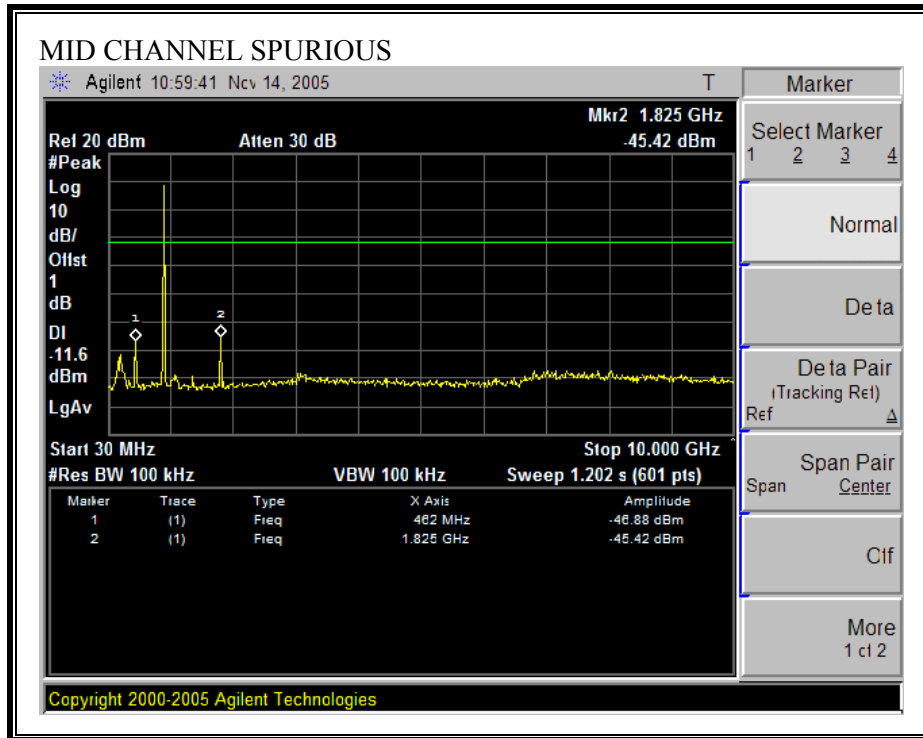 MID CHANNEL SPURIOUS
Agilent 10:59:41 Nov 14, 2005 T
Mkr2 1.825 GHz
Ref 20 dBm Atten 30 dB -45.42 dBm
#Peak
Log
10
dB/
Offst
1
dB
DI
-11.6
dBm
LgAv
1
2
Start 30 MHz Stop 10.000 GHz
#Res BW 100 kHz VBW 100 kHz Sweep 1.202 s (601 pts)
Marker Trace Type X Axis Amplitude
1 (1) Freq 462 MHz -46.88 dBm
2 (1) Freq 1.825 GHz -45.42 dBm
Marker
Select Marker
1 2 3 4
Normal
Delta
Delta Pair
(Tracking Ref)
Ref Δ
Span Pair
Span Center
Off
More
1 of 2
Copyright 2000-2005 Agilent Technologies